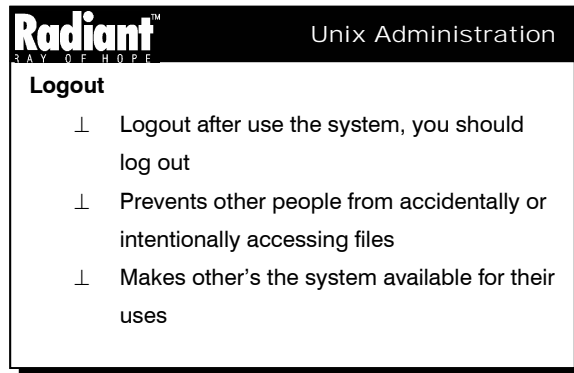 Radiant™
RAY OF HOPE
Unix Administration
Logout
⊥ Logout after use the system, you should
log out
⊥ Prevents other people from accidentally or
intentionally accessing files
⊥ Makes other's the system available for their
uses